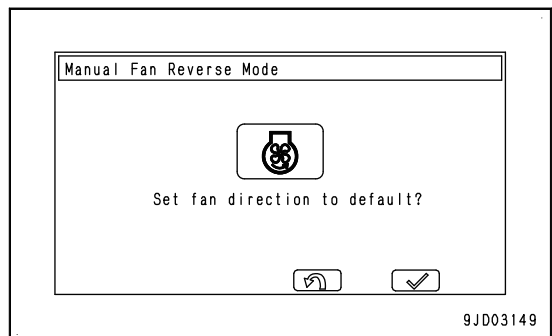 Manual Fan Reverse Mode
Set fan direction to default?
9JD03149